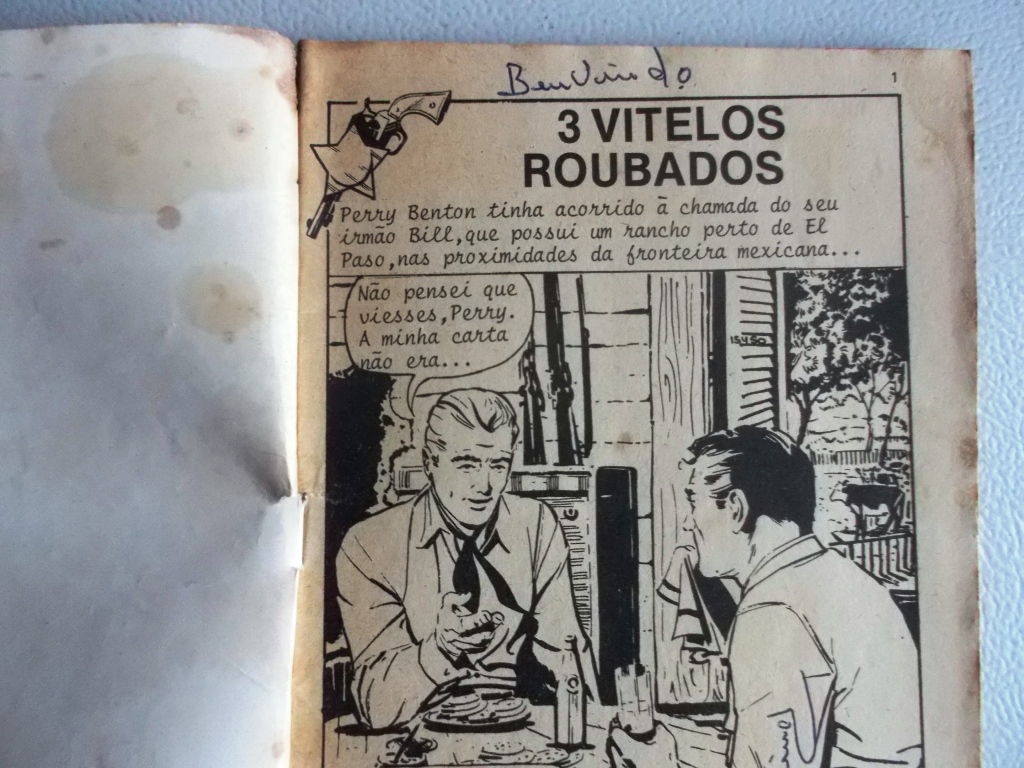 Benvindo
1
3 VITELOS
ROUBADOS
Perry Benton tinha acorrido à chamada do seu
irmão Bill, que possui um rancho perto de El
Paso, nas proximidades da fronteira mexicana...
Não pensei que
viesses, Perry.
A minha carta
não era...